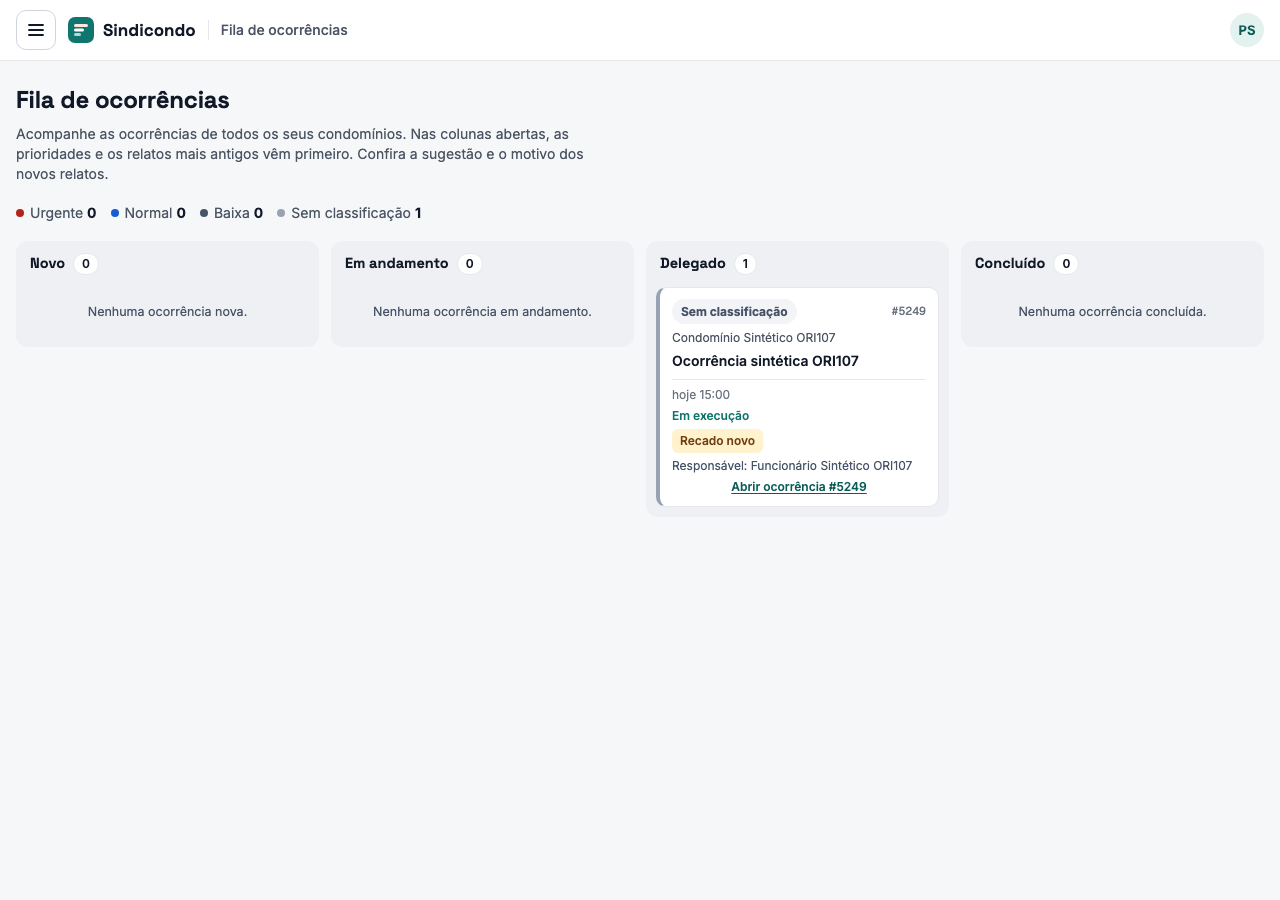 Sindicondo
Fila de ocorrências
PS
Fila de ocorrências
Acompanhe as ocorrências de todos os seus condomínios. Nas colunas abertas, as
prioridades e os relatos mais antigos vêm primeiro. Confira a sugestão e o motivo dos
novos relatos.
Urgente 0 Normal 0 Baixa 0 Sem classificação 1
Novo 0
Nenhuma ocorrência nova.
Em andamento 0
Nenhuma ocorrência em andamento.
Delegado 1
Sem classificação #5249
Condomínio Sintético ORI107
Ocorrência sintética ORI107
hoje 15:00
Em execução
Recado novo
Responsável: Funcionário Sintético ORI107
Abrir ocorrência #5249
Concluído 0
Nenhuma ocorrência concluída.